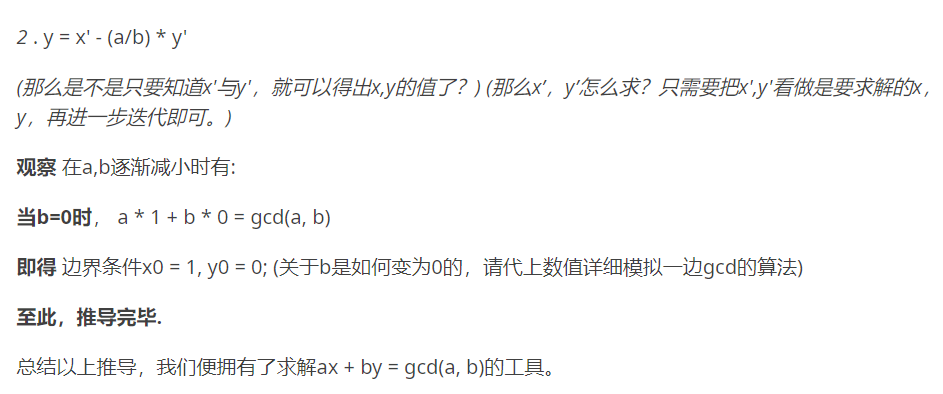 2 . y = x' - (a/b) * y'
(那么是不是只要知道x'与y'，就可以得出x,y的值了？) (那么x’，y’怎么求？只需要把x',y'看做是要求解的x，
y，再进一步迭代即可。)
观察 在a,b逐渐减小时有:
当b=0时， a * 1 + b * 0 = gcd(a, b)
即得 边界条件x0 = 1, y0 = 0; (关于b是如何变为0的，请代上数值详细模拟一边gcd的算法)
至此，推导完毕.
总结以上推导，我们便拥有了求解ax + by = gcd(a, b)的工具。